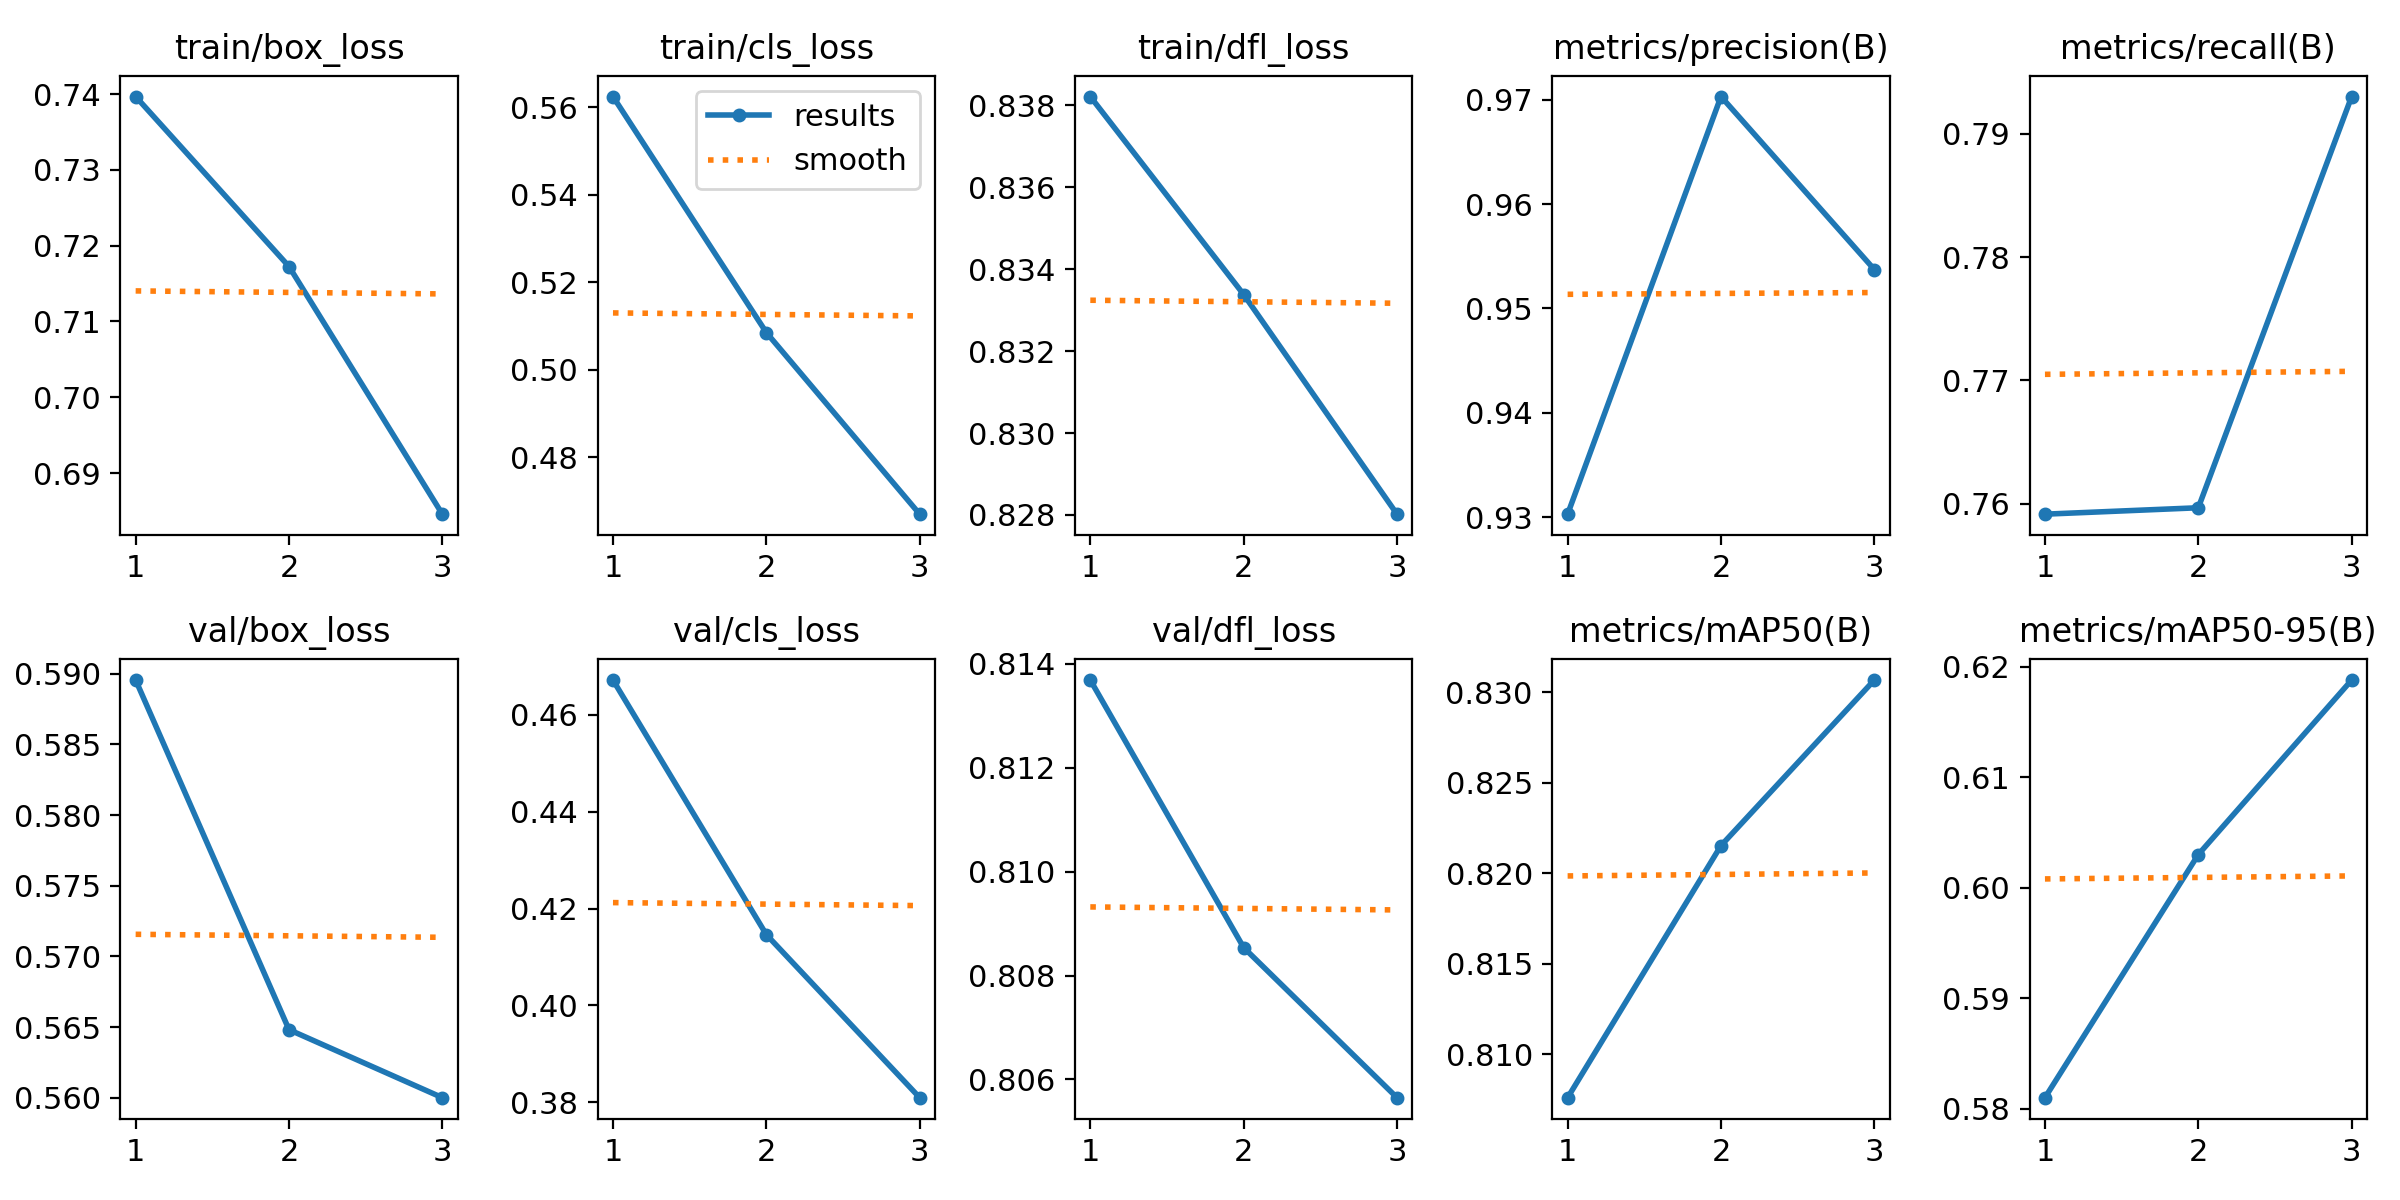 train/box_loss
0.74
0.73
0.72
0.71
0.70
0.69
1 2 3
train/cls_loss
results
smooth
0.56
0.54
0.52
0.50
0.48
1 2 3
train/dfl_loss
0.838
0.836
0.834
0.832
0.830
0.828
1 2 3
metrics/precision(B)
0.97
0.96
0.95
0.94
0.93
1 2 3
metrics/recall(B)
0.79
0.78
0.77
0.76
1 2 3
val/box_loss
0.590
0.585
0.580
0.575
0.570
0.565
0.560
1 2 3
val/cls_loss
0.46
0.44
0.42
0.40
0.38
1 2 3
val/dfl_loss
0.814
0.812
0.810
0.808
0.806
1 2 3
metrics/mAP50(B)
0.830
0.825
0.820
0.815
0.810
1 2 3
metrics/mAP50-95(B)
0.62
0.61
0.60
0.59
0.58
1 2 3